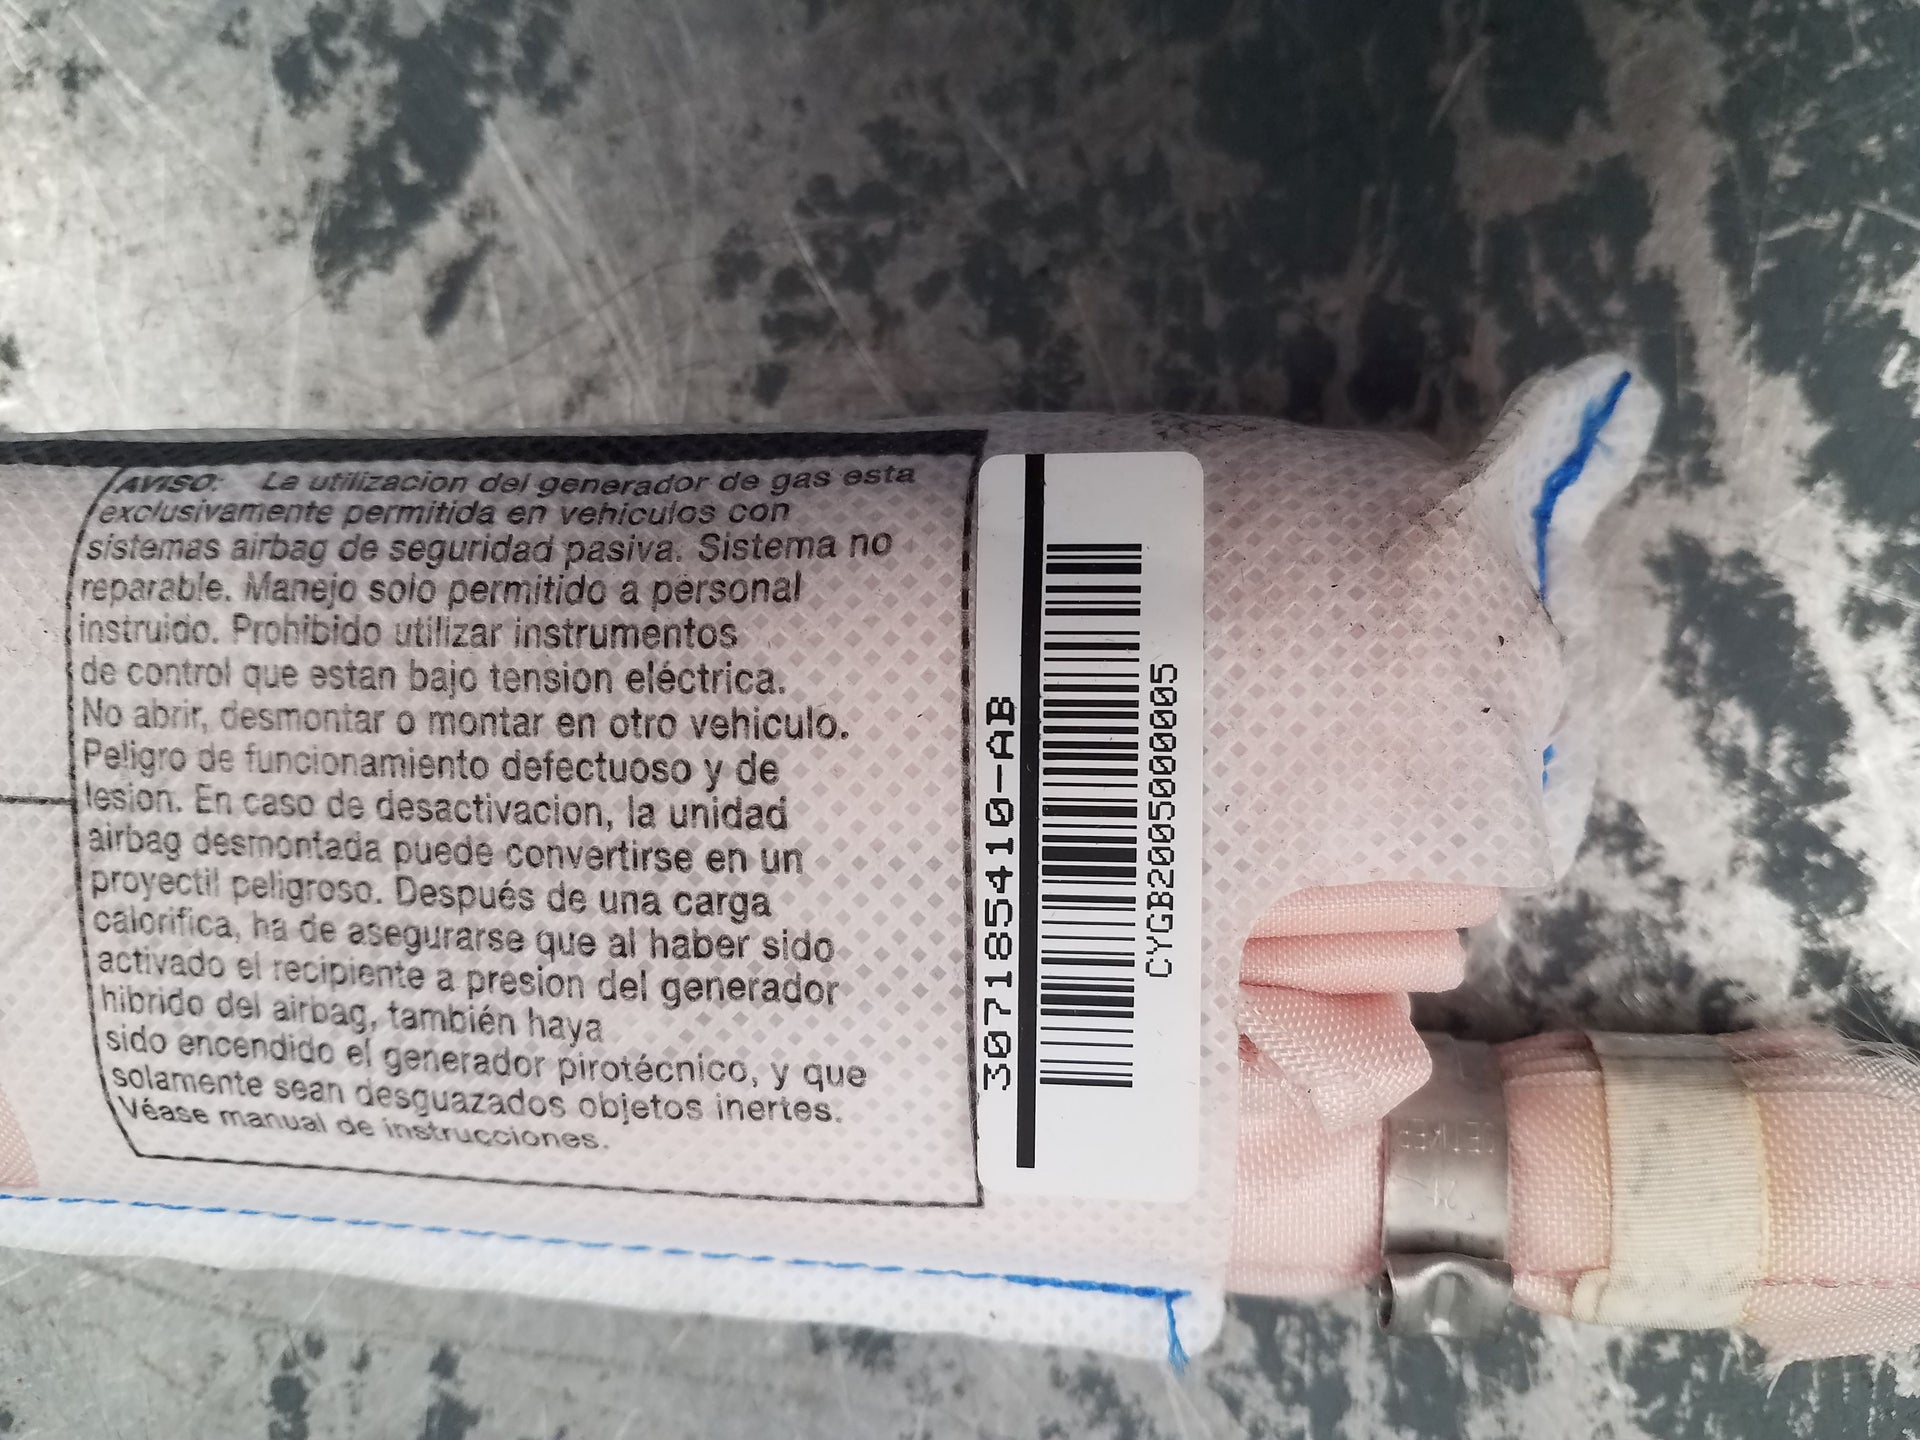 AVISO: La utilizacion del generador de gas esta
exclusivamente permitida en vehiculos con
sistemas airbag de seguridad pasiva. Sistema no
reparable. Manejo solo permitido a personal
instruido. Prohibido utilizar instrumentos
de control que estan bajo tension eléctrica.
No abrir, desmontar o montar en otro vehiculo.
Peligro de funcionamiento defectuoso y de
lesion. En caso de desactivacion, la unidad
airbag desmontada puede convertirse en un
proyectil peligroso. Después de una carga
calorifica, ha de asegurarse que al haber sido
activado el recipiente a presion del generador
hibrido del airbag, también haya
sido encendido el generador pirotécnico, y que
solamente sean desguazados objetos inertes.
Véase manual de instrucciones.
307185410-AB
CYGB2005000005